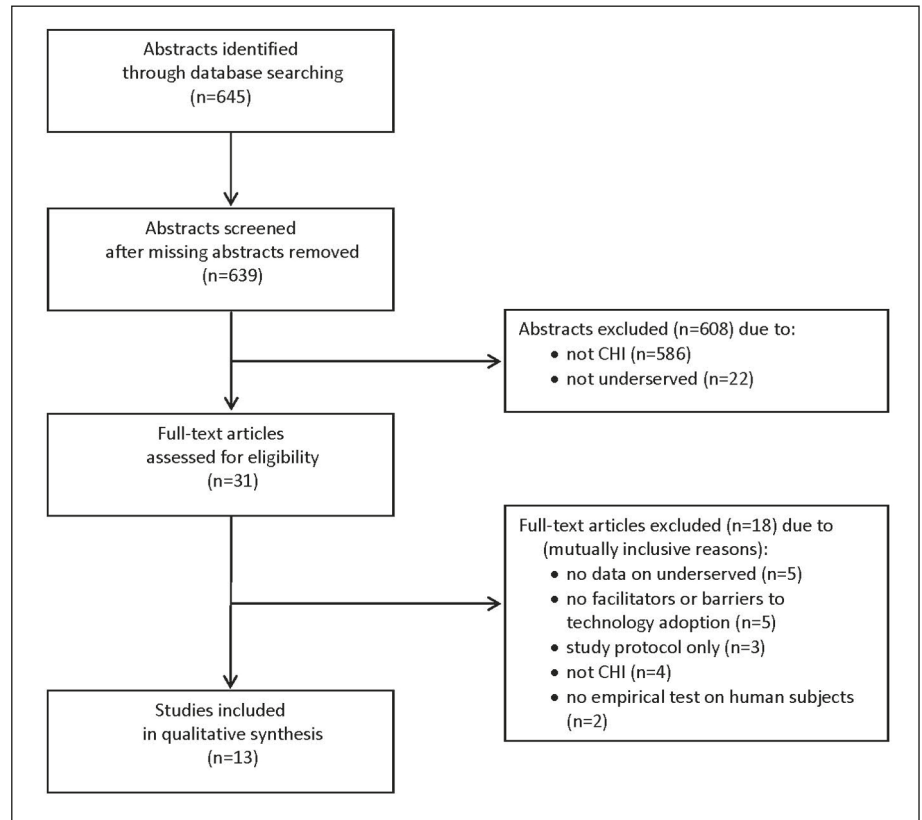 Abstracts identified
through database searching
(n=645)
Abstracts screened
after missing abstracts removed
(n=639)
Abstracts excluded (n=608) due to:
• not CHI (n=586)
• not underserved (n=22)
Full-text articles
assessed for eligibility
(n=31)
Full-text articles excluded (n=18) due to
(mutually inclusive reasons):
• no data on underserved (n=5)
• no facilitators or barriers to
technology adoption (n=5)
• study protocol only (n=3)
• not CHI (n=4)
• no empirical test on human subjects
(n=2)
Studies included
in qualitative synthesis
(n=13)